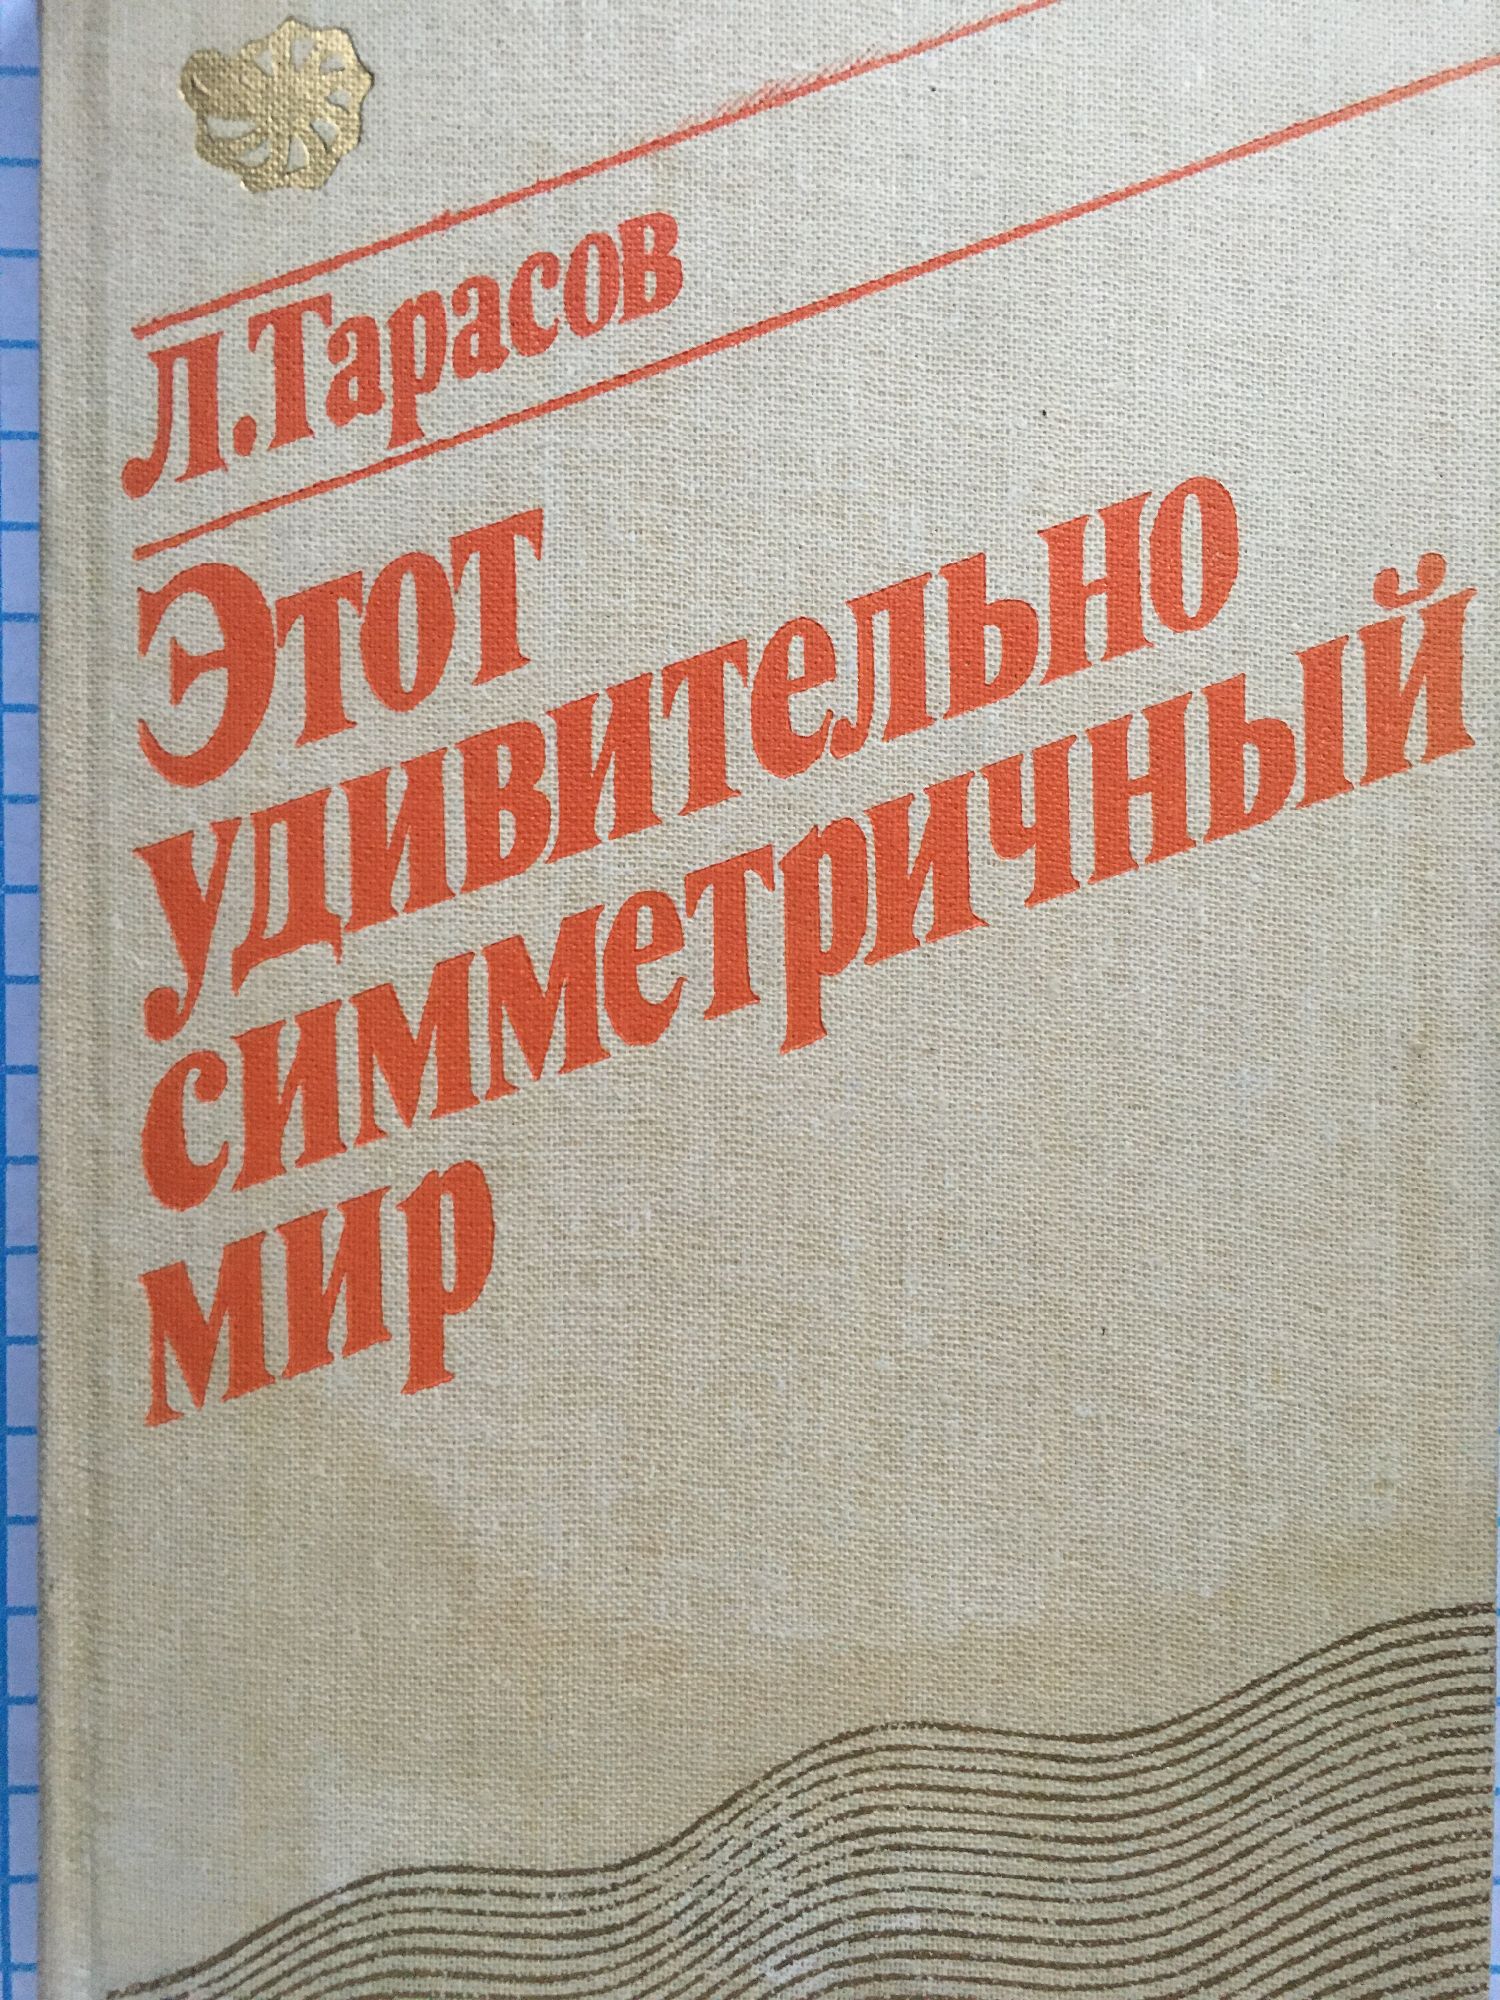 Л. Тарасов
Этот
удивительно
симметричный
мир